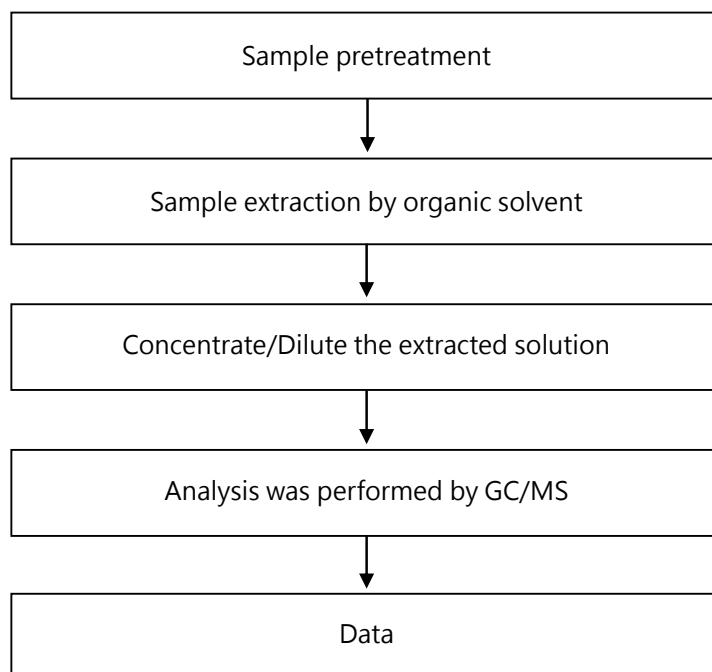 Sample pretreatment
Sample extraction by organic solvent
Concentrate/Dilute the extracted solution
Analysis was performed by GC/MS
Data